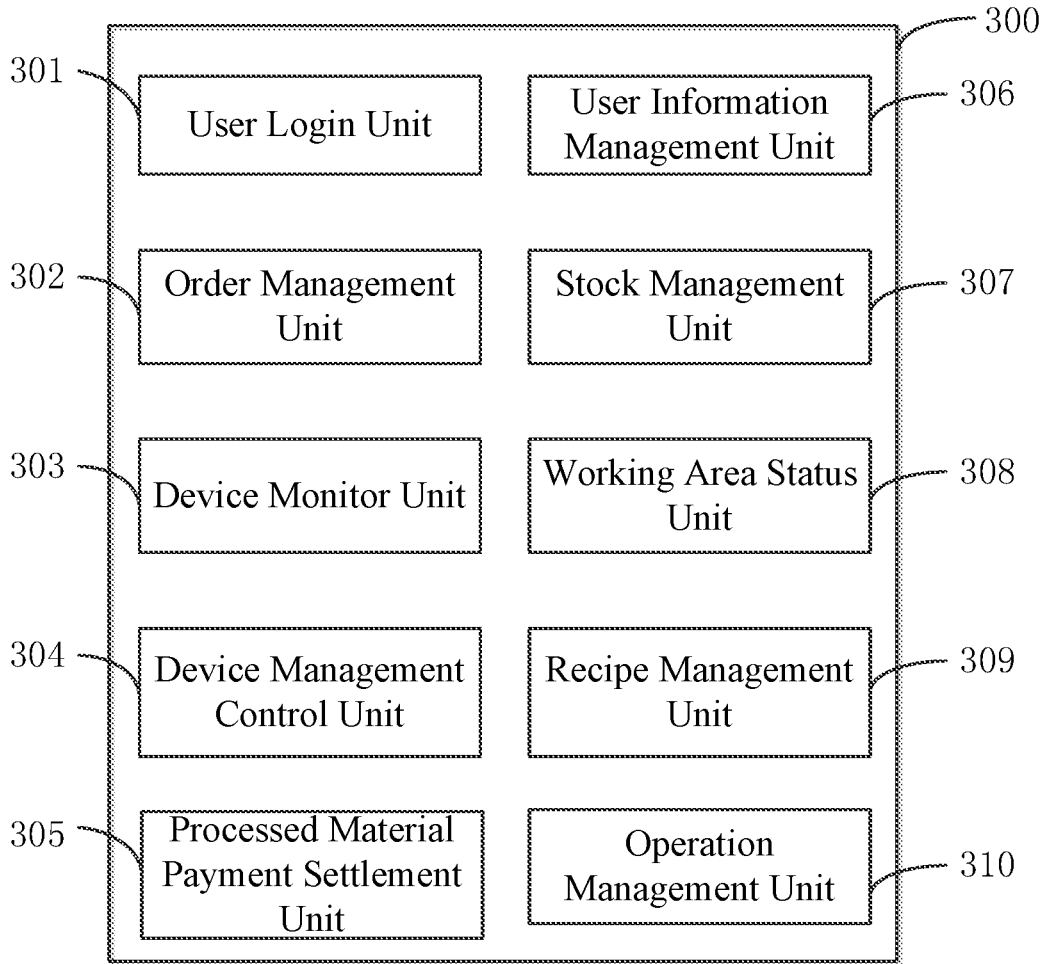 300
301
User Login Unit
User Information
Management Unit
306
302
Order Management
Unit
Stock Management
Unit
307
303
Device Monitor Unit
Working Area Status
Unit
308
304
Device Management
Control Unit
Recipe Management
Unit
309
305
Processed Material
Payment Settlement
Unit
Operation
Management Unit
310